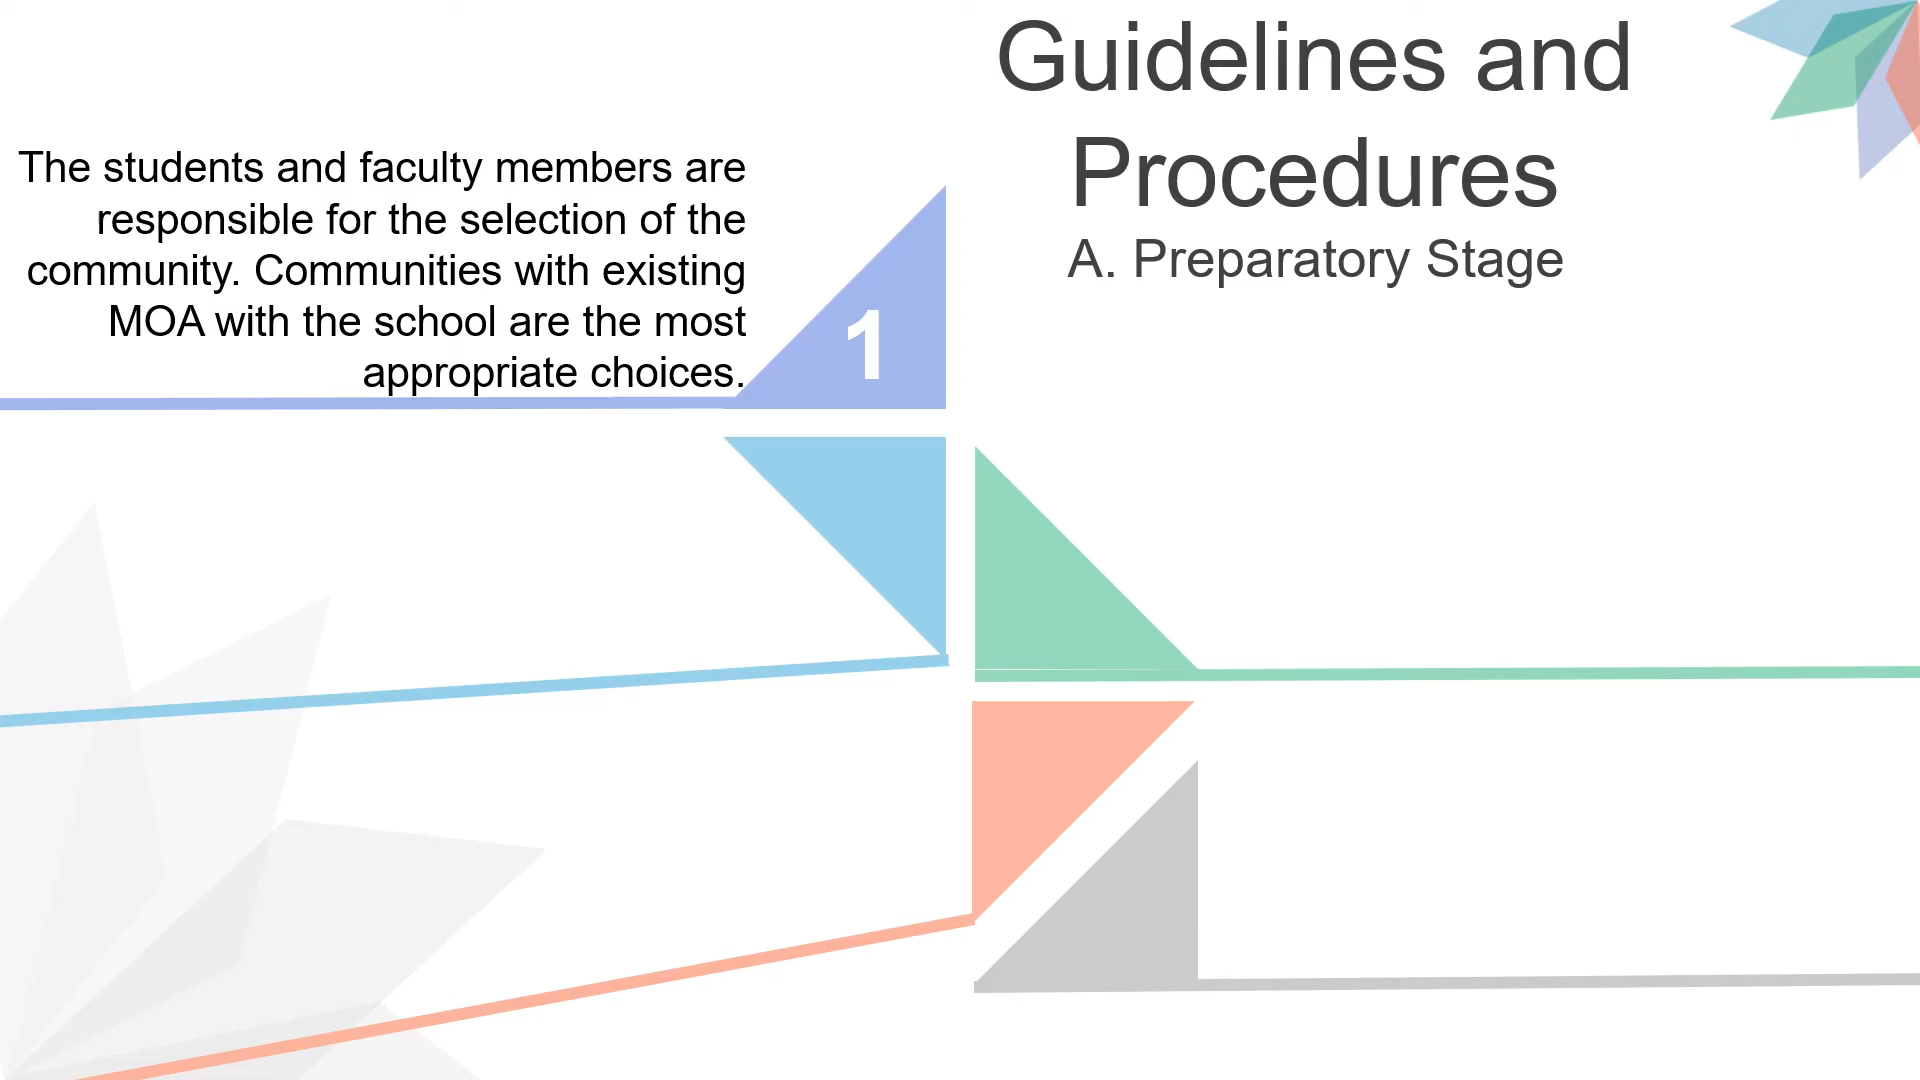 Guidelines and
Procedures
A. Preparatory Stage
The students and faculty members are
responsible for the selection of the
community. Communities with existing
MOA with the school are the most
appropriate choices.
1